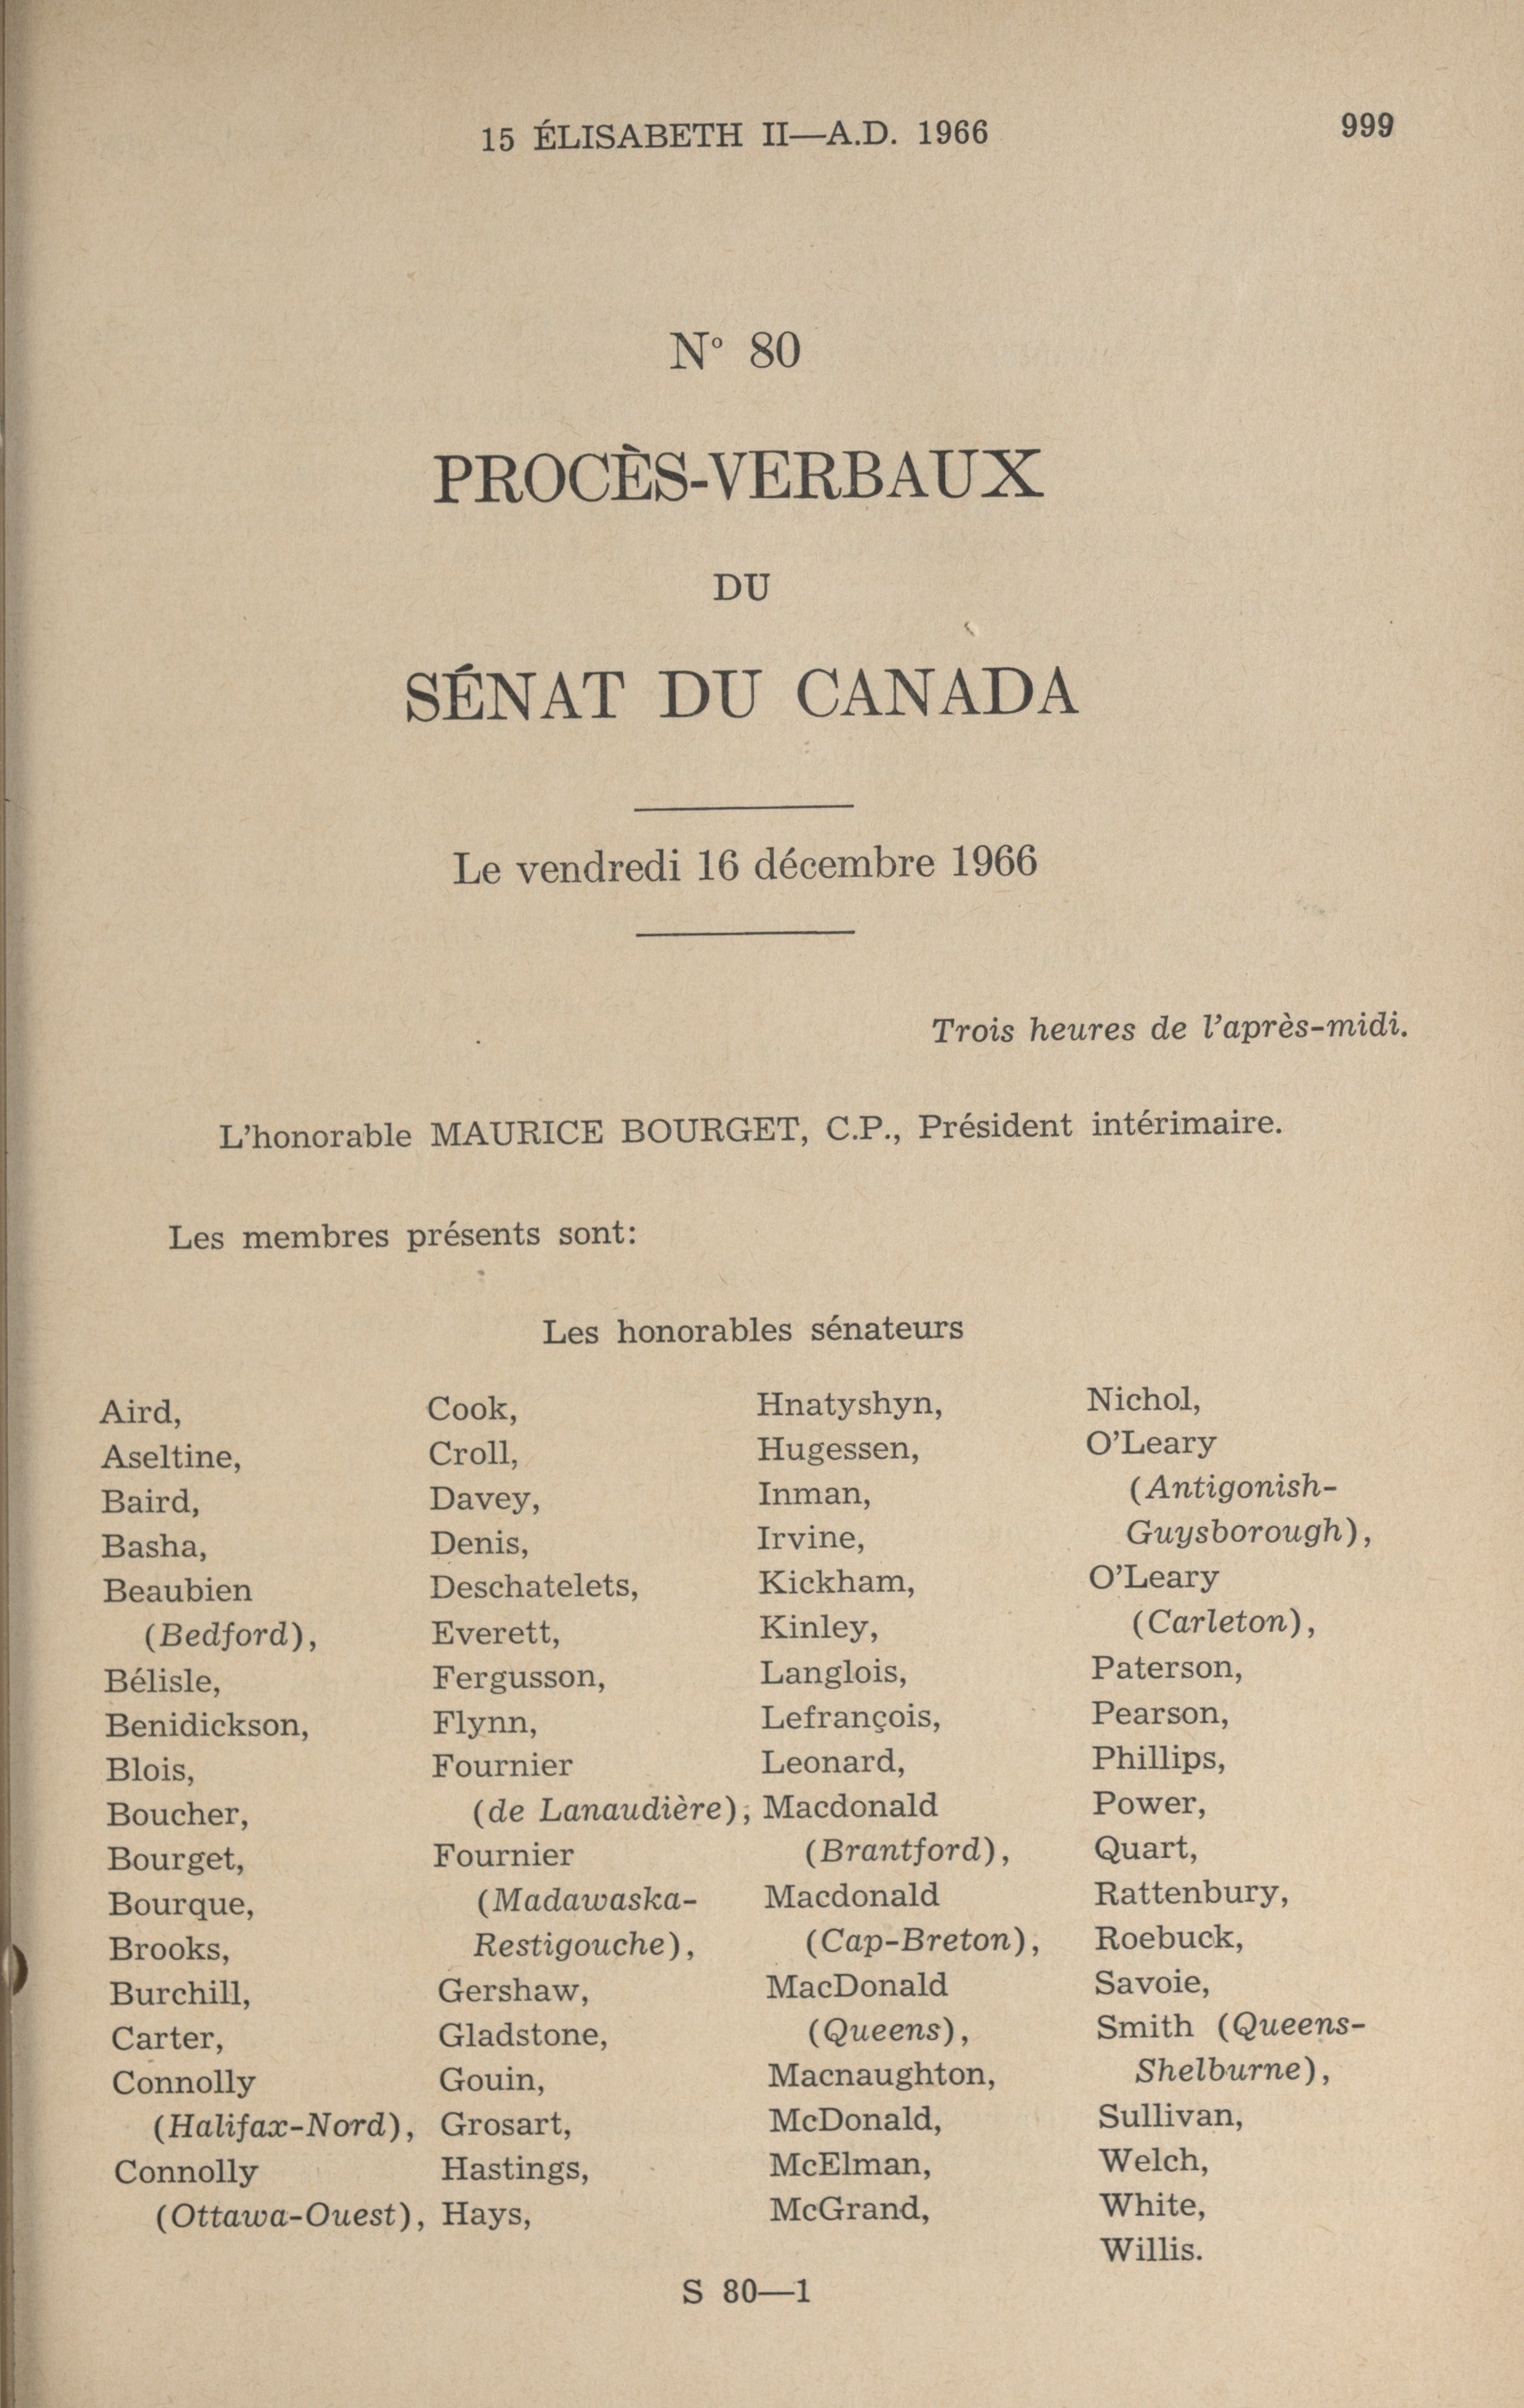 15 ÉLISABETH II—A.D. 1966
999
N° 80
PROCÈS-VERBAUX
DU
SÉNAT DU CANADA
Le vendredi 16 décembre 1966
Trois heures de l'après-midi.
L'honorable MAURICE BOURGET, C.P., Président intérimaire.
Les membres présents sont:
Les honorables sénateurs
Aird,
Aseltine,
Baird,
Basha,
Beaubien
(Bedford),
Bélisle,
Benidickson,
Blois,
Boucher,
Bourget,
Bourque,
Brooks,
Burchill,
Carter,
Connolly
(Halifax-Nord),
Connolly
(Ottawa-Ouest),
Cook,
Croll,
Davey,
Denis,
Deschatelets,
Everett,
Fergusson,
Flynn,
Fournier
(de Lanaudière),
Fournier
(Madawaska-
Restigouche),
Gershaw,
Gladstone,
Gouin,
Grosart,
Hastings,
Hays,
Hnatyshyn,
Hugessen,
Inman,
Irvine,
Kickham,
Kinley,
Langlois,
Lefrançois,
Leonard,
Macdonald
(Brantford),
Macdonald
(Cap-Breton),
MacDonald
(Queens),
Macnaughton,
McDonald,
McElman,
McGrand,
Nichol,
O'Leary
(Antigonish-
Guysborough),
O'Leary
(Carleton),
Paterson,
Pearson,
Phillips,
Power,
Quart,
Rattenbury,
Roebuck,
Savoie,
Smith (Queens-
Shelburne),
Sullivan,
Welch,
White,
Willis.
S 80—1